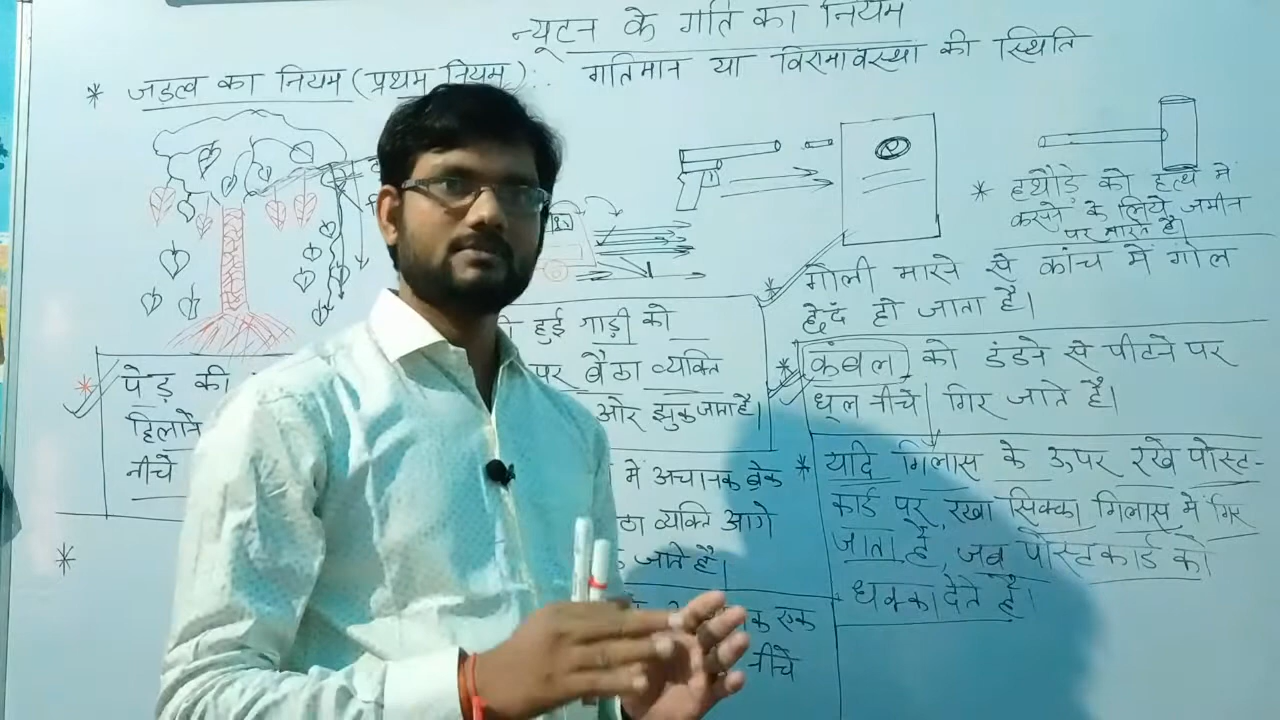 न्यूटन के गति का नियम
* जड़त्व का नियम (प्रथम नियम):. गतिमान या विरामावस्था की स्थिति
* हथौड़े को हत्थे में
कसने के लिये जमीन
पर मारते है।
* गोली मारने से कांच में गोल
छेद हो जाता है।
हुई गाड़ी को
पर बैठा व्यक्ति
ओर झुक जाता है।
* कंबल को डंडने से पीटने पर
धूल नीचे गिर जाते है।
* पेड़ की
हिलाने
नीचे
में अचानक ब्रेक
व्यक्ति आगे
जाते है।
* यदि गिलास के ऊपर रखे पोस्ट-
कार्ड पर रखा सिक्का गिलास में गिर
जाता है, जब पोस्टकार्ड को
धक्का देते है।
रुक
नीचे
*